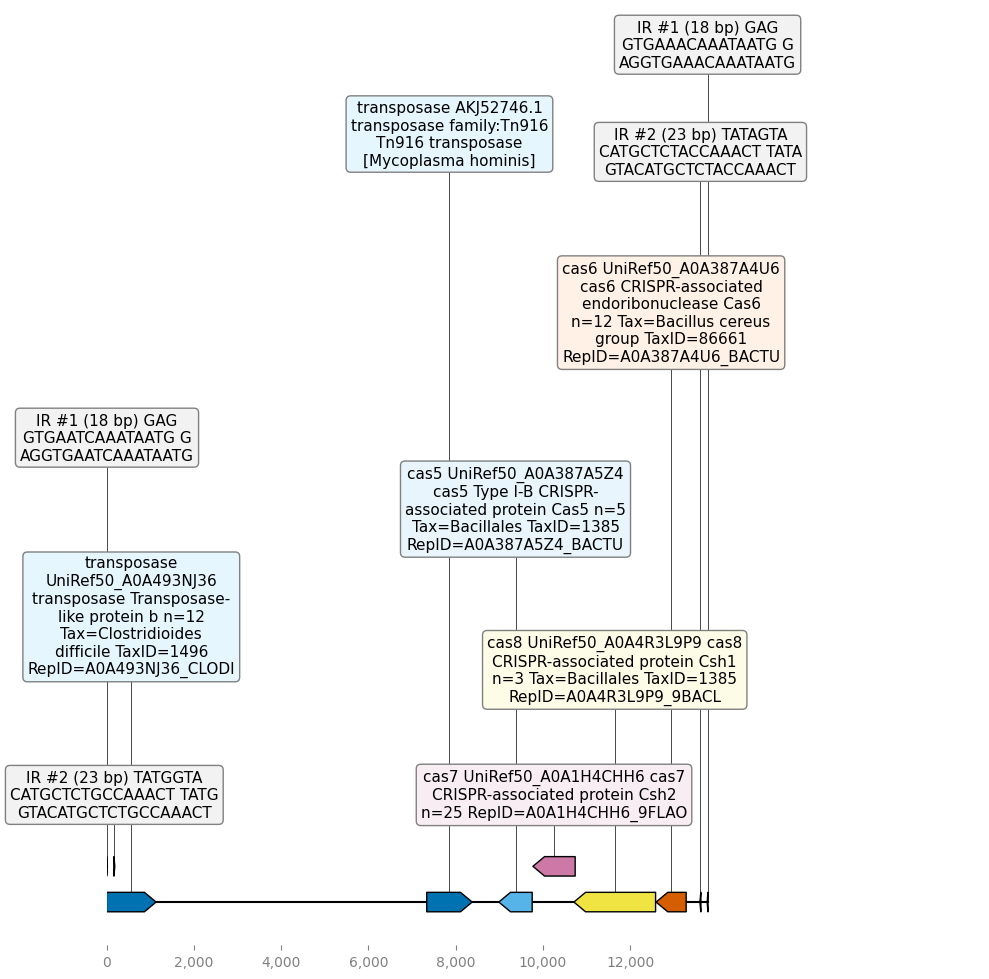 IR #1 (18 bp) GAG
GTGAAACAAATAATG G
AGGTGAAACAAATAATG
transposase AKJ52746.1
transposase family:Tn916
Tn916 transposase
[Mycoplasma hominis]
IR #2 (23 bp) TATAGTA
CATGCTCTACCAAACT TATA
GTACATGCTCTACCAAACT
cas6 UniRef50_A0A387A4U6
cas6 CRISPR-associated
endoribonuclease Cas6
n=12 Tax=Bacillus cereus
group TaxID=86661
RepID=A0A387A4U6_BACTU
IR #1 (18 bp) GAG
GTGAATCAAATAATG G
AGGTGAATCAAATAATG
cas5 UniRef50_A0A387A5Z4
cas5 Type I-B CRISPR-
associated protein Cas5 n=5
Tax=Bacillales TaxID=1385
RepID=A0A387A5Z4_BACTU
transposase
UniRef50_A0A493NJ36
transposase Transposase-
like protein b n=12
Tax=Clostridioides
difficile TaxID=1496
RepID=A0A493NJ36_CLODI
cas8 UniRef50_A0A4R3L9P9 cas8
CRISPR-associated protein Csh1
n=3 Tax=Bacillales TaxID=1385
RepID=A0A4R3L9P9_9BACL
IR #2 (23 bp) TATGGTA
CATGCTCTGCCAAACT TATG
GTACATGCTCTGCCAAACT
cas7 UniRef50_A0A1H4CHH6 cas7
CRISPR-associated protein Csh2
n=25 RepID=A0A1H4CHH6_9FLAO
0
2,000
4,000
6,000
8,000
10,000
12,000